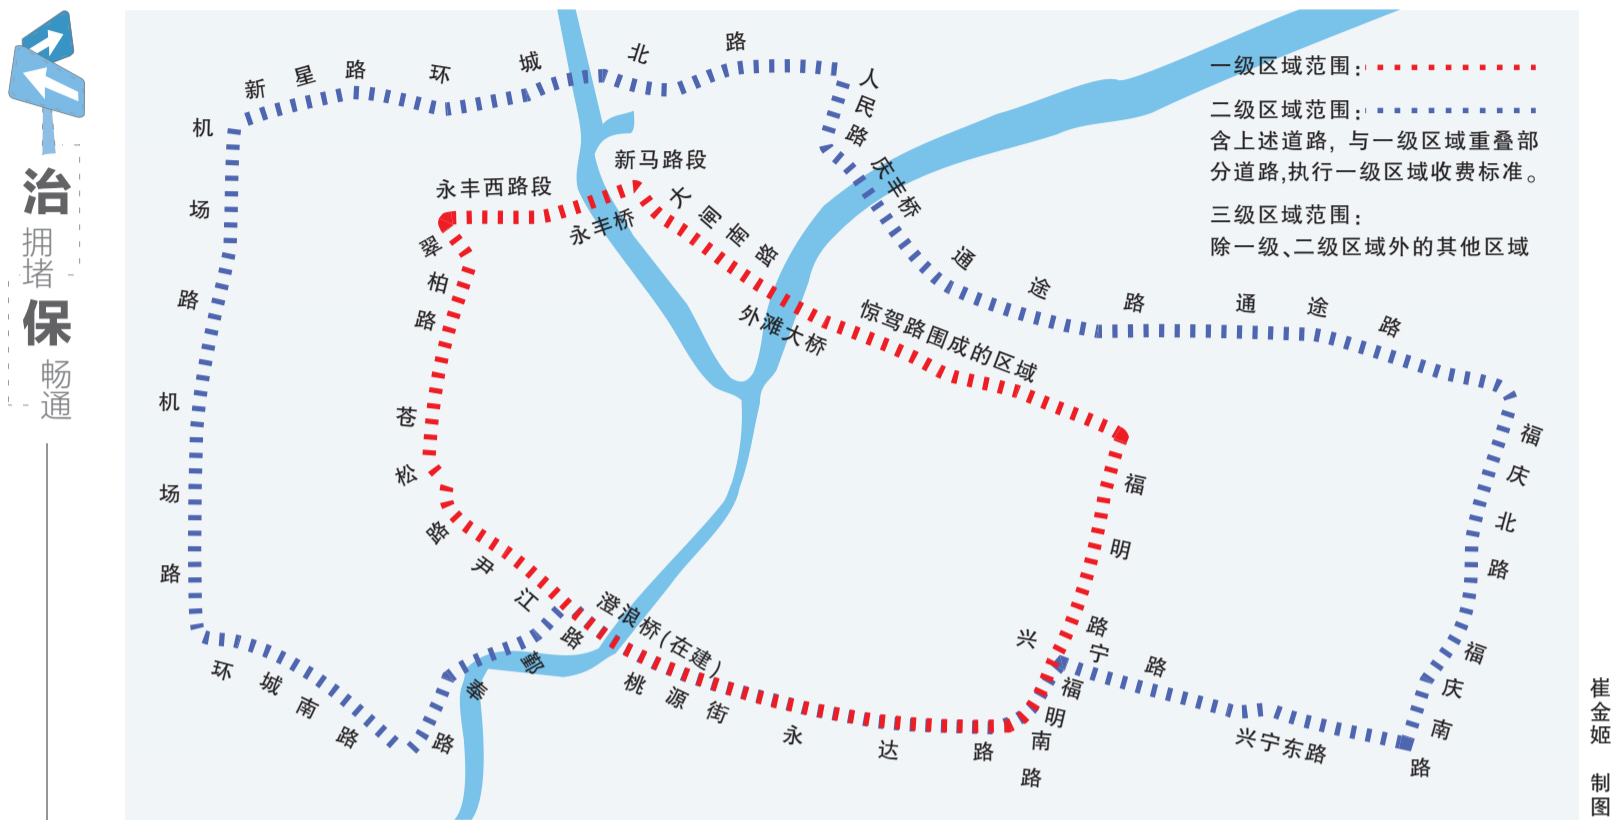 治
拥堵
保
畅通
一级区域范围：
二级区域范围：
含上述道路，与一级区域重叠部
分道路，执行一级区域收费标准。
三级区域范围：
除一级、二级区域外的其他区域
新星路
环城北路
人民路
庆丰桥
通途路
通途路
福庆北路
福庆南路
兴宁东路
兴宁路
机场路
机场路
环城南路
鄞奉路
永丰西路段
新马路段
永丰桥
大闸南路
外滩大桥
惊驾路围成的区域
翠柏路
苍松路
尹江路
澄浪桥(在建)
桃源街
永达路
福明路
福明南路
崔金姬 制图